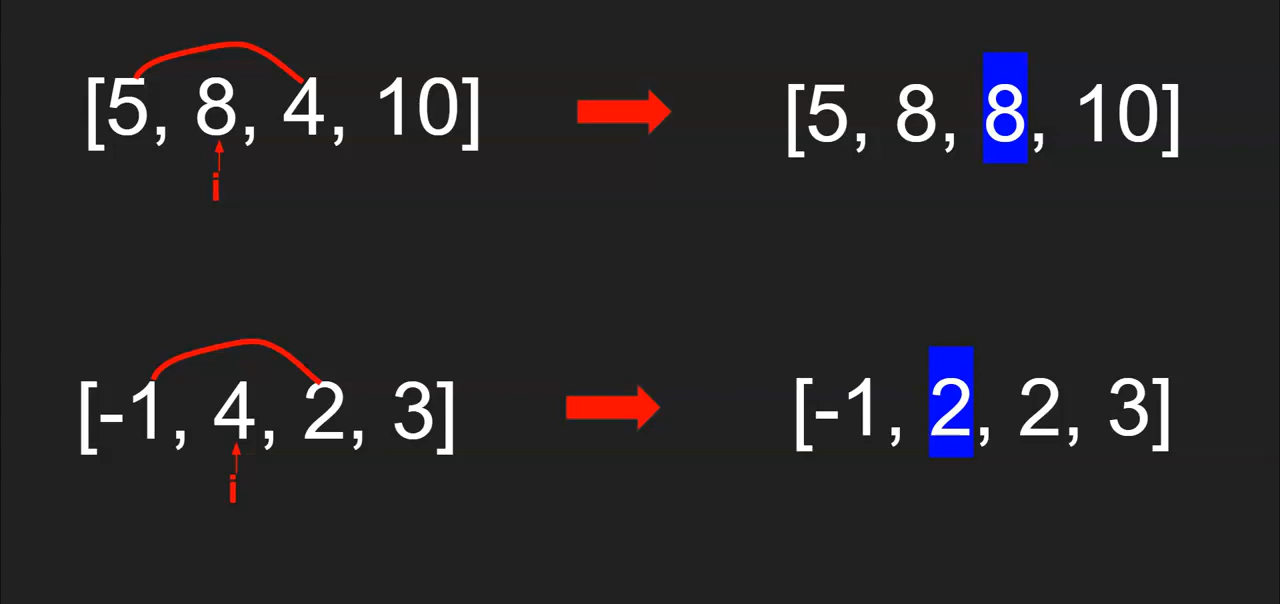 [5, 8, 4, 10] [5, 8, 8, 10]
i
[-1, 4, 2, 3] [-1, 2, 2, 3]
i